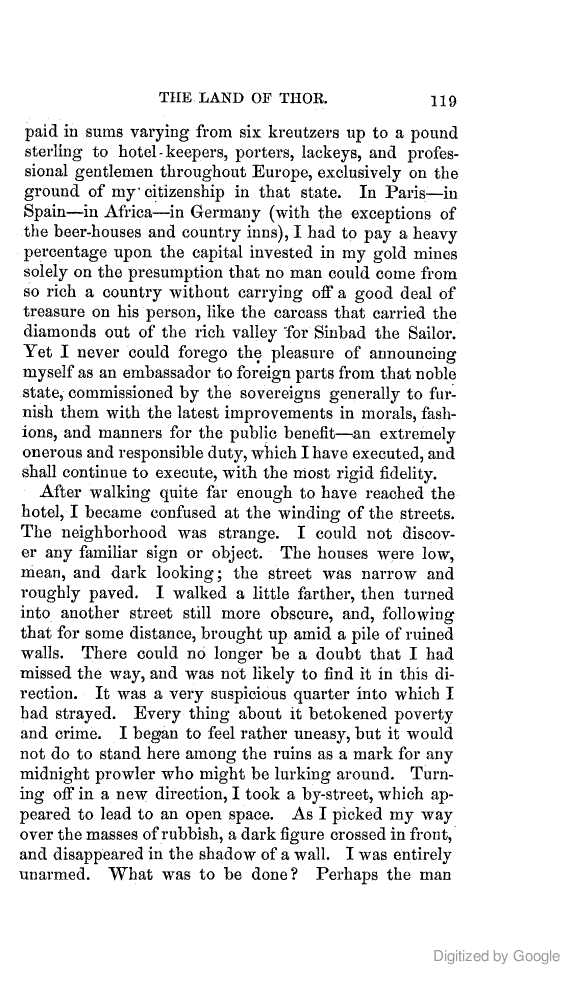 THE LAND OF THOR. 119
paid in sums varying from six kreutzers up to a pound
sterling to hotel-keepers, porters, lackeys, and profes-
sional gentlemen throughout Europe, exclusively on the
ground of my citizenship in that state. In Paris—in
Spain—in Africa—in Germany (with the exceptions of
the beer-houses and country inns), I had to pay a heavy
percentage upon the capital invested in my gold mines
solely on the presumption that no man could come from
so rich a country without carrying off a good deal of
treasure on his person, like the carcass that carried the
diamonds out of the rich valley for Sinbad the Sailor.
Yet I never could forego the pleasure of announcing
myself as an embassador to foreign parts from that noble
state, commissioned by the sovereigns generally to fur-
nish them with the latest improvements in morals, fash-
ions, and manners for the public benefit—an extremely
onerous and responsible duty, which I have executed, and
shall continue to execute, with the most rigid fidelity.
After walking quite far enough to have reached the
hotel, I became confused at the winding of the streets.
The neighborhood was strange. I could not discov-
er any familiar sign or object. The houses were low,
mean, and dark looking; the street was narrow and
roughly paved. I walked a little farther, then turned
into another street still more obscure, and, following
that for some distance, brought up amid a pile of ruined
walls. There could no longer be a doubt that I had
missed the way, and was not likely to find it in this di-
rection. It was a very suspicious quarter into which I
had strayed. Every thing about it betokened poverty
and crime. I began to feel rather uneasy, but it would
not do to stand here among the ruins as a mark for any
midnight prowler who might be lurking around. Turn-
ing off in a new direction, I took a by-street, which ap-
peared to lead to an open space. As I picked my way
over the masses of rubbish, a dark figure crossed in front,
and disappeared in the shadow of a wall. I was entirely
unarmed. What was to be done? Perhaps the man
Digitized by Google